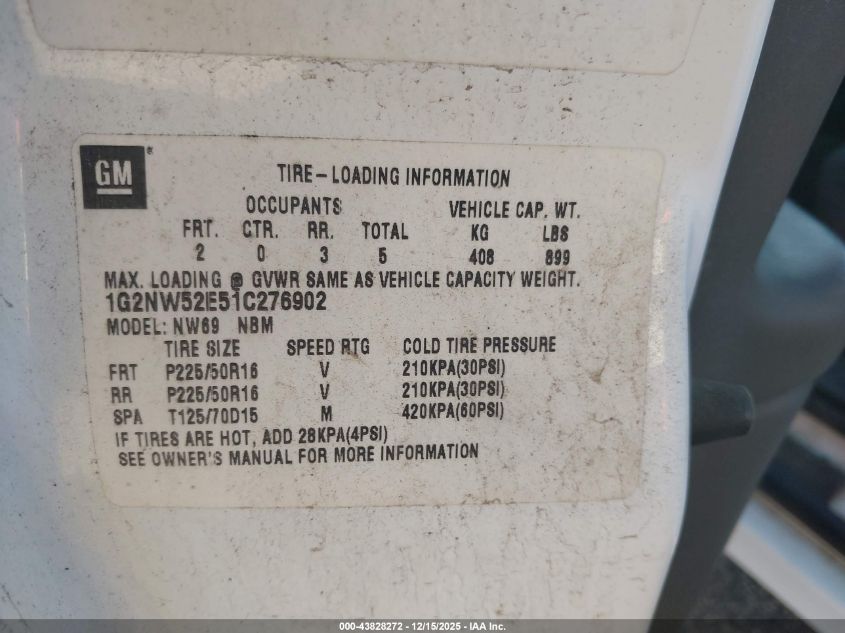 GM
TIRE-LOADING INFORMATION
OCCUPANTS VEHICLE CAP. WT.
FRT. CTR. RR. TOTAL KG LBS
2 0 3 5 408 899
MAX. LOADING @ GVWR SAME AS VEHICLE CAPACITY WEIGHT.
1G2NW52E51C276902
MODEL: NW69 NBM
TIRE SIZE SPEED RTG COLD TIRE PRESSURE
FRT P225/50R16 V 210KPA(30PSI)
RR P225/50R16 V 210KPA(30PSI)
SPA T125/70D15 M 420KPA(60PSI)
IF TIRES ARE HOT, ADD 28KPA(4PSI)
SEE OWNER'S MANUAL FOR MORE INFORMATION
000-43828272 - 12/15/2025 - IAA Inc.